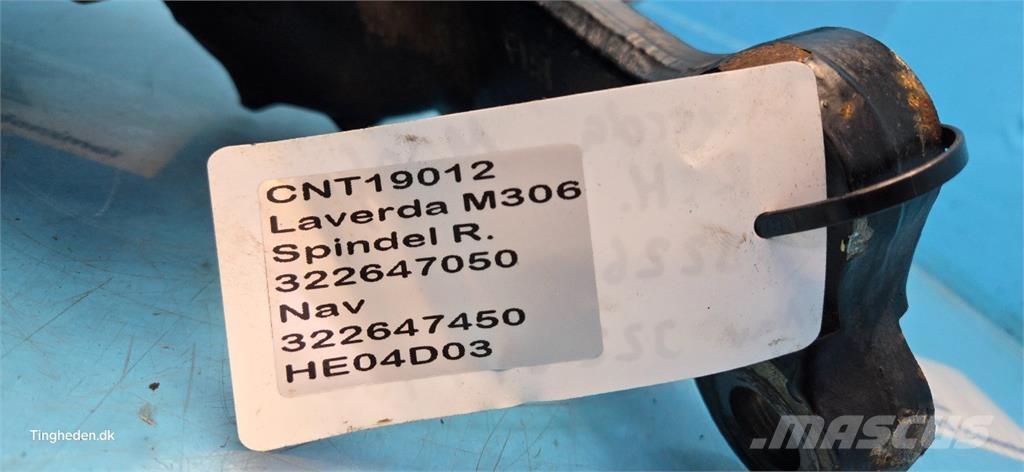 CNT19012
Laverda M306
Spindel R.
322647050
Nav
322647450
HE04D03
Tingheden.dk
MASCUS